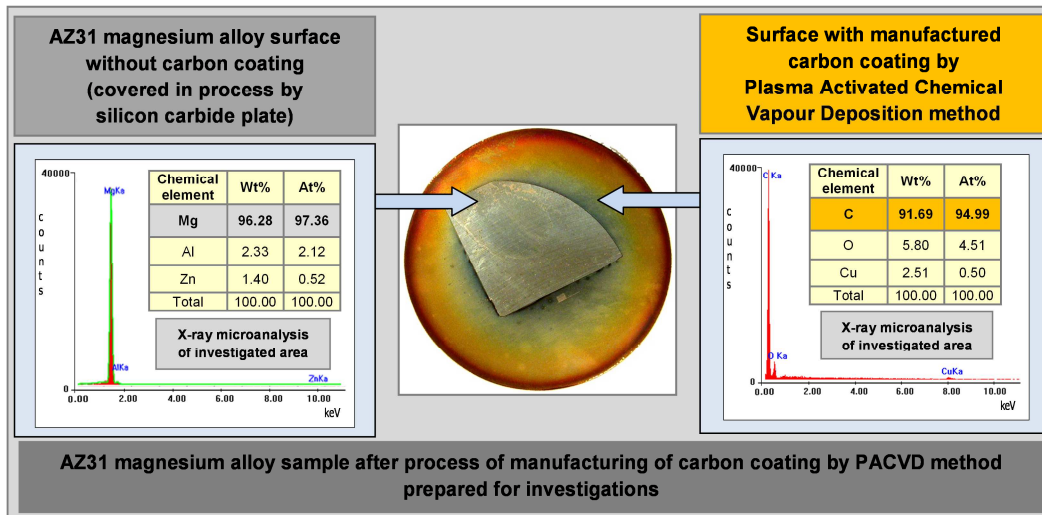 AZ31 magnesium alloy surface
without carbon coating
(covered in process by
silicon carbide plate)
Surface with manufactured
carbon coating by
Plasma Activated Chemical
Vapour Deposition method
40000
MgKa
counts
Chemical element Wt% At%
Mg 96.28 97.36
Al 2.33 2.12
Zn 1.40 0.52
Total 100.00 100.00
X-ray microanalysis
of investigated area
AlKa
ZnKa
0
0.00 2.00 4.00 6.00 8.00 10.00
keV
40000
C Ka
counts
Chemical element Wt% At%
C 91.69 94.99
O 5.80 4.51
Cu 2.51 0.50
Total 100.00 100.00
X-ray microanalysis
of investigated area
O Ka
CuKa
0
0.00 2.00 4.00 6.00 8.00 10.00
keV
AZ31 magnesium alloy sample after process of manufacturing of carbon coating by PACVD method
prepared for investigations